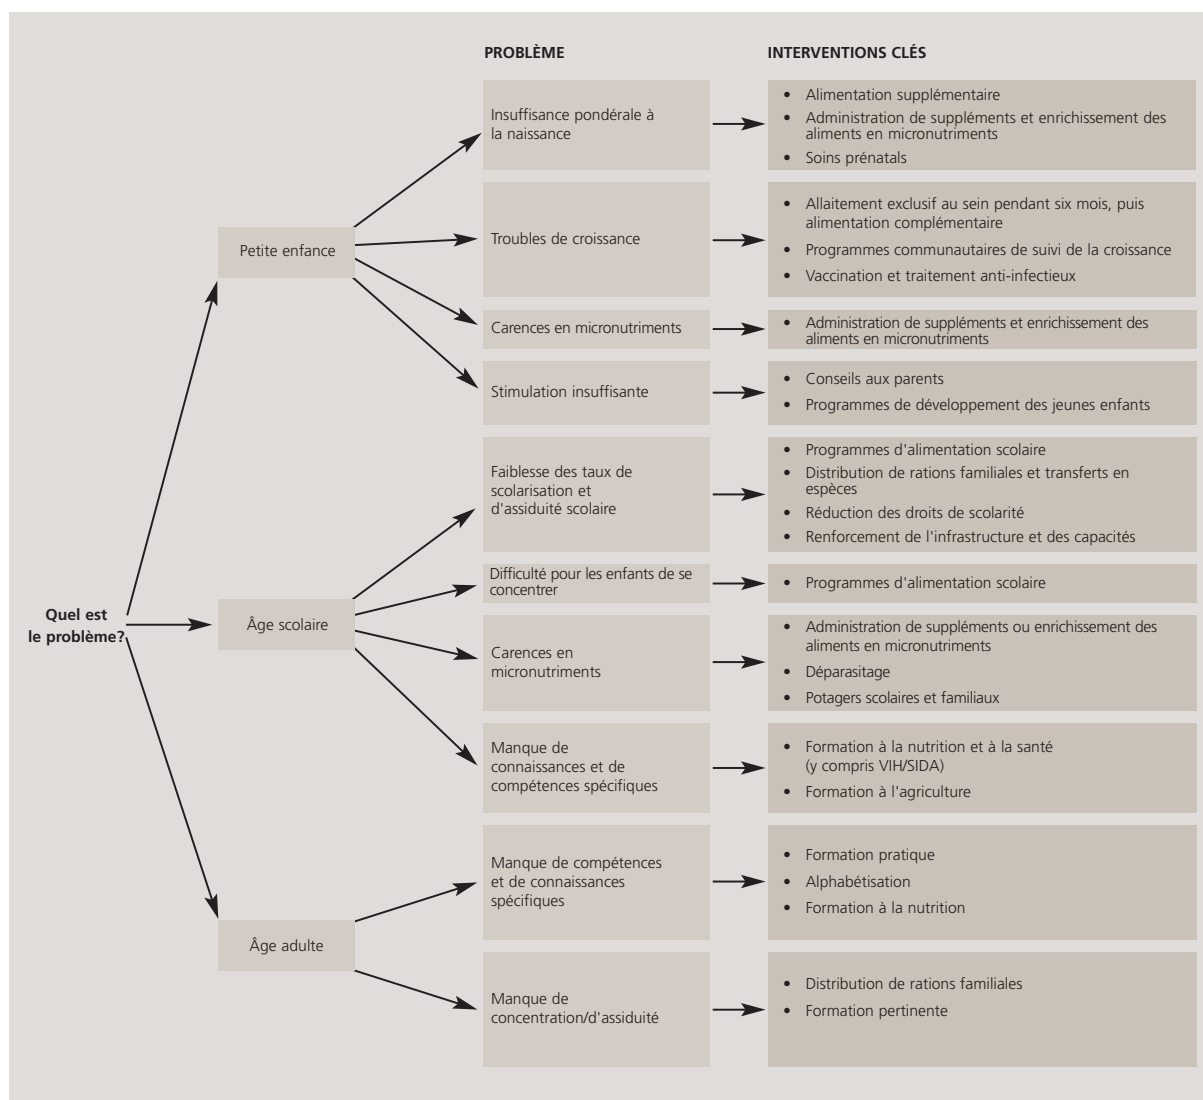 PROBLÈME
INTERVENTIONS CLÉS
Quel est
le problème?
Petite enfance
Insuffisance pondérale à
la naissance
• Alimentation supplémentaire
• Administration de suppléments et enrichissement des
aliments en micronutriments
• Soins prénatals
Troubles de croissance
• Allaitement exclusif au sein pendant six mois, puis
alimentation complémentaire
• Programmes communautaires de suivi de la croissance
• Vaccination et traitement anti-infectieux
Carences en micronutriments
• Administration de suppléments et enrichissement des
aliments en micronutriments
Stimulation insuffisante
• Conseils aux parents
• Programmes de développement des jeunes enfants
Âge scolaire
Faiblesse des taux de
scolarisation et
d'assiduité scolaire
• Programmes d'alimentation scolaire
• Distribution de rations familiales et transferts en
espèces
• Réduction des droits de scolarité
• Renforcement de l'infrastructure et des capacités
Difficulté pour les enfants de se
concentrer
• Programmes d'alimentation scolaire
Carences en
micronutriments
• Administration de suppléments ou enrichissement des
aliments en micronutriments
• Déparasitage
• Potagers scolaires et familiaux
Manque de
connaissances et de
compétences spécifiques
• Formation à la nutrition et à la santé
(y compris VIH/SIDA)
• Formation à l'agriculture
Âge adulte
Manque de compétences
et de connaissances
spécifiques
• Formation pratique
• Alphabétisation
• Formation à la nutrition
Manque de
concentration/d'assiduité
• Distribution de rations familiales
• Formation pertinente